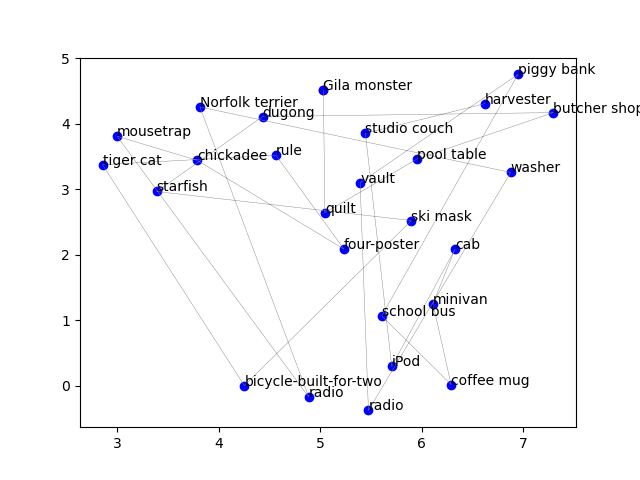 5
piggy bank
Gila monster
harvester
Norfolk terrier
butcher shop
dugong
4
studio couch
mousetrap
rule
pool table
chickadee
tiger cat
washer
vault
starfish
3
quilt
ski mask
four-poster
cab
2
minivan
school bus
1
iPod
coffee mug
bicycle-built-for-two
0
radio
radio
3
4
5
6
7